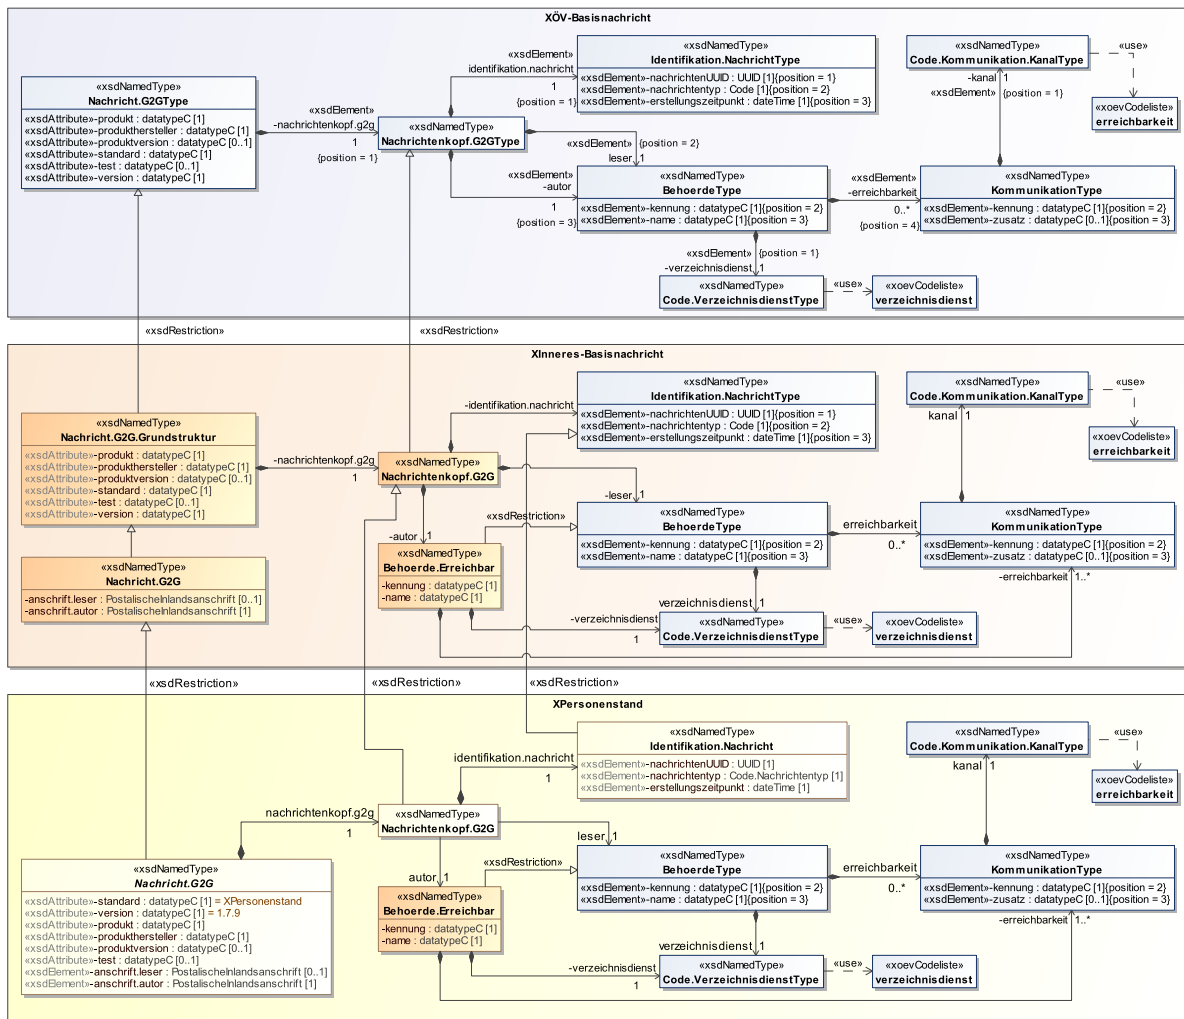 XÖV-Basisnachricht
«xsdNamedType»
Nachricht.G2GType
«xsdAttribute»-produkt : datatypeC [1]
«xsdAttribute»-produkthersteller : datatypeC [1]
«xsdAttribute»-produktversion : datatypeC [0..1]
«xsdAttribute»-standard : datatypeC [1]
«xsdAttribute»-test : datatypeC [0..1]
«xsdAttribute»-version : datatypeC [1]
«xsdElement»
-nachrichtenkopf.g2g
1
{position = 1}
«xsdNamedType»
Nachrichtenkopf.G2GType
«xsdElement»
identifikation.nachricht
1
{position = 1}
«xsdNamedType»
Identifikation.NachrichtType
«xsdElement»-nachrichtenUUID : UUID [1]{position = 1}
«xsdElement»-nachrichtentyp : Code [1]{position = 2}
«xsdElement»-erstellungszeitpunkt : dateTime [1]{position = 3}
«xsdElement»
{position = 2}
leser
1
«xsdElement»
-autor
1
{position = 3}
«xsdNamedType»
BehoerdeType
«xsdElement»-kennung : datatypeC [1]{position = 2}
«xsdElement»-name : datatypeC [1]{position = 3}
«xsdElement»
{position = 1}
-verzeichnisdienst
1
«xsdNamedType»
Code.VerzeichnisdienstType
«use»
«xoevCodeliste»
verzeichnisdienst
«xsdElement»
-erreichbarkeit
0..*
{position = 4}
«xsdNamedType»
KommunikationType
«xsdElement»-kennung : datatypeC [1]{position = 2}
«xsdElement»-zusatz : datatypeC [0..1]{position = 3}
-kanal
1
«xsdElement»
{position = 1}
«xsdNamedType»
Code.Kommunikation.KanalType
«use»
«xoevCodeliste»
erreichbarkeit
«xsdRestriction»
«xsdRestriction»
XInneres-Basisnachricht
«xsdNamedType»
Nachricht.G2G.Grundstruktur
«xsdAttribute»-produkt : datatypeC [1]
«xsdAttribute»-produkthersteller : datatypeC [1]
«xsdAttribute»-produktversion : datatypeC [0..1]
«xsdAttribute»-standard : datatypeC [1]
«xsdAttribute»-test : datatypeC [0..1]
«xsdAttribute»-version : datatypeC [1]
«xsdNamedType»
Nachricht.G2G
-anschrift.leser : PostalischeInlandsanschrift [0..1]
-anschrift.autor : PostalischeInlandsanschrift [1]
-nachrichtenkopf.g2g
1
«xsdNamedType»
Nachrichtenkopf.G2G
-identifikation.nachricht
«xsdNamedType»
Identifikation.NachrichtType
«xsdElement»-nachrichtenUUID : UUID [1]{position = 1}
«xsdElement»-nachrichtentyp : Code [1]{position = 2}
«xsdElement»-erstellungszeitpunkt : dateTime [1]{position = 3}
-leser
1
-autor
1
«xsdRestriction»
«xsdNamedType»
Behoerde.Erreichbar
-kennung : datatypeC [1]
-name : datatypeC [1]
«xsdNamedType»
BehoerdeType
«xsdElement»-kennung : datatypeC [1]{position = 2}
«xsdElement»-name : datatypeC [1]{position = 3}
verzeichnisdienst
1
-verzeichnisdienst
1
«xsdNamedType»
Code.VerzeichnisdienstType
«use»
«xoevCodeliste»
verzeichnisdienst
erreichbarkeit
0..*
«xsdNamedType»
KommunikationType
«xsdElement»-kennung : datatypeC [1]{position = 2}
«xsdElement»-zusatz : datatypeC [0..1]{position = 3}
-erreichbarkeit
1..*
kanal
1
«xsdNamedType»
Code.Kommunikation.KanalType
«use»
«xoevCodeliste»
erreichbarkeit
«xsdRestriction»
«xsdRestriction»
«xsdRestriction»
XPersonenstand
«xsdNamedType»
Nachricht.G2G
«xsdAttribute»-standard : datatypeC [1] = XPersonenstand
«xsdAttribute»-version : datatypeC [1] = 1.7.9
«xsdAttribute»-produkt : datatypeC [1]
«xsdAttribute»-produkthersteller : datatypeC [1]
«xsdAttribute»-produktversion : datatypeC [0..1]
«xsdAttribute»-test : datatypeC [0..1]
«xsdElement»-anschrift.leser : PostalischeInlandsanschrift [0..1]
«xsdElement»-anschrift.autor : PostalischeInlandsanschrift [1]
nachrichtenkopf.g2g
1
«xsdNamedType»
Nachrichtenkopf.G2G
identifikation.nachricht
1
«xsdNamedType»
Identifikation.Nachricht
«xsdElement»-nachrichtenUUID : UUID [1]
«xsdElement»-nachrichtentyp : Code.Nachrichtentyp [1]
«xsdElement»-erstellungszeitpunkt : dateTime [1]
leser
1
autor
1
«xsdRestriction»
«xsdNamedType»
Behoerde.Erreichbar
-kennung : datatypeC [1]
-name : datatypeC [1]
«xsdNamedType»
BehoerdeType
«xsdElement»-kennung : datatypeC [1]{position = 2}
«xsdElement»-name : datatypeC [1]{position = 3}
verzeichnisdienst
1
-verzeichnisdienst
1
«xsdNamedType»
Code.VerzeichnisdienstType
«use»
«xoevCodeliste»
verzeichnisdienst
erreichbarkeit
0..*
«xsdNamedType»
KommunikationType
«xsdElement»-kennung : datatypeC [1]{position = 2}
«xsdElement»-zusatz : datatypeC [0..1]{position = 3}
-erreichbarkeit
1..*
kanal
1
«xsdNamedType»
Code.Kommunikation.KanalType
«use»
«xoevCodeliste»
erreichbarkeit